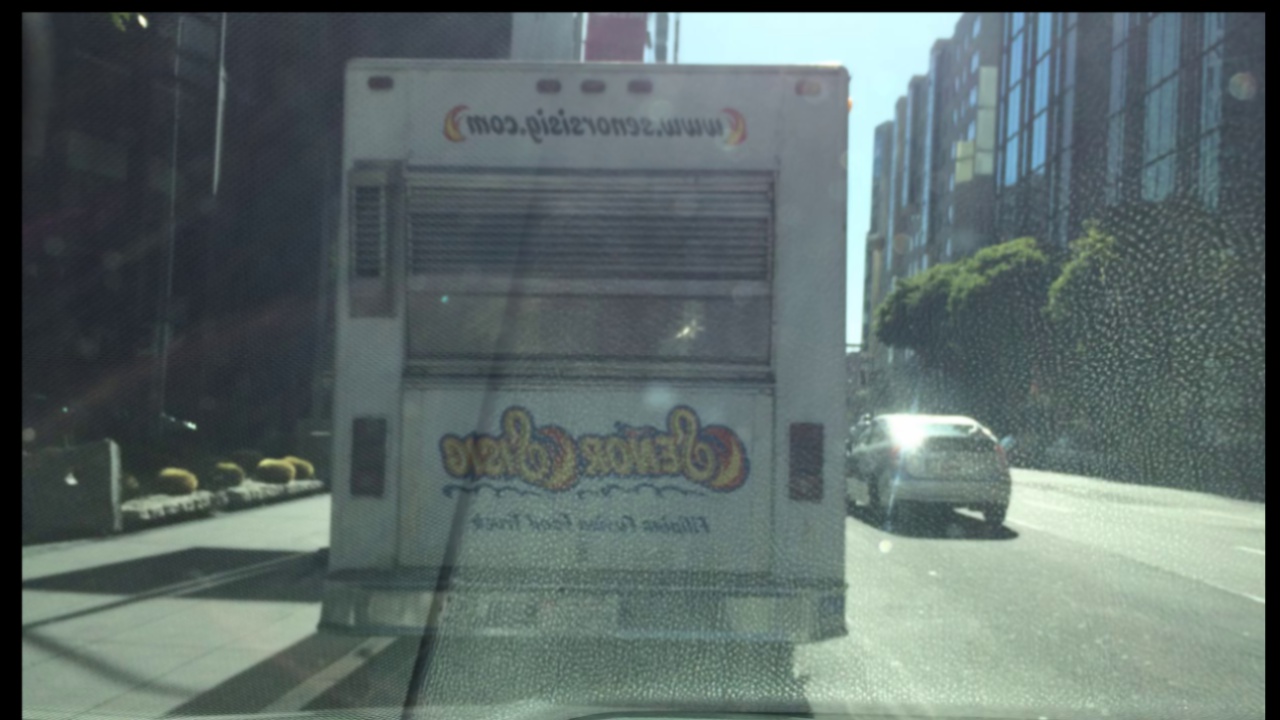 www.senorsisig.com
SEÑOR SISIG
Filipino Fusion Food Truck